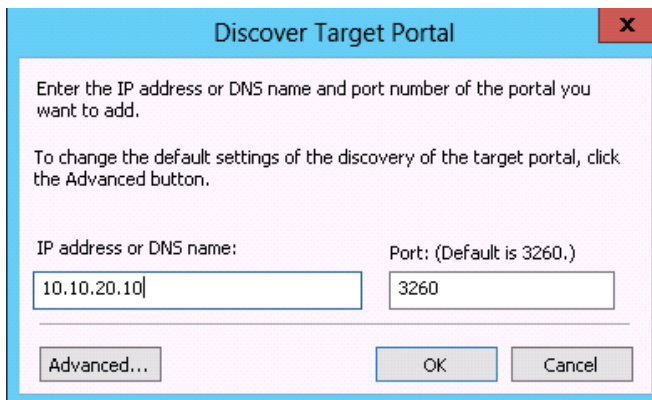 Discover Target Portal
x
Enter the IP address or DNS name and port number of the portal you
want to add.
To change the default settings of the discovery of the target portal, click
the Advanced button.
IP address or DNS name:
Port: (Default is 3260.)
10.10.20.10
3260
Advanced...
OK
Cancel